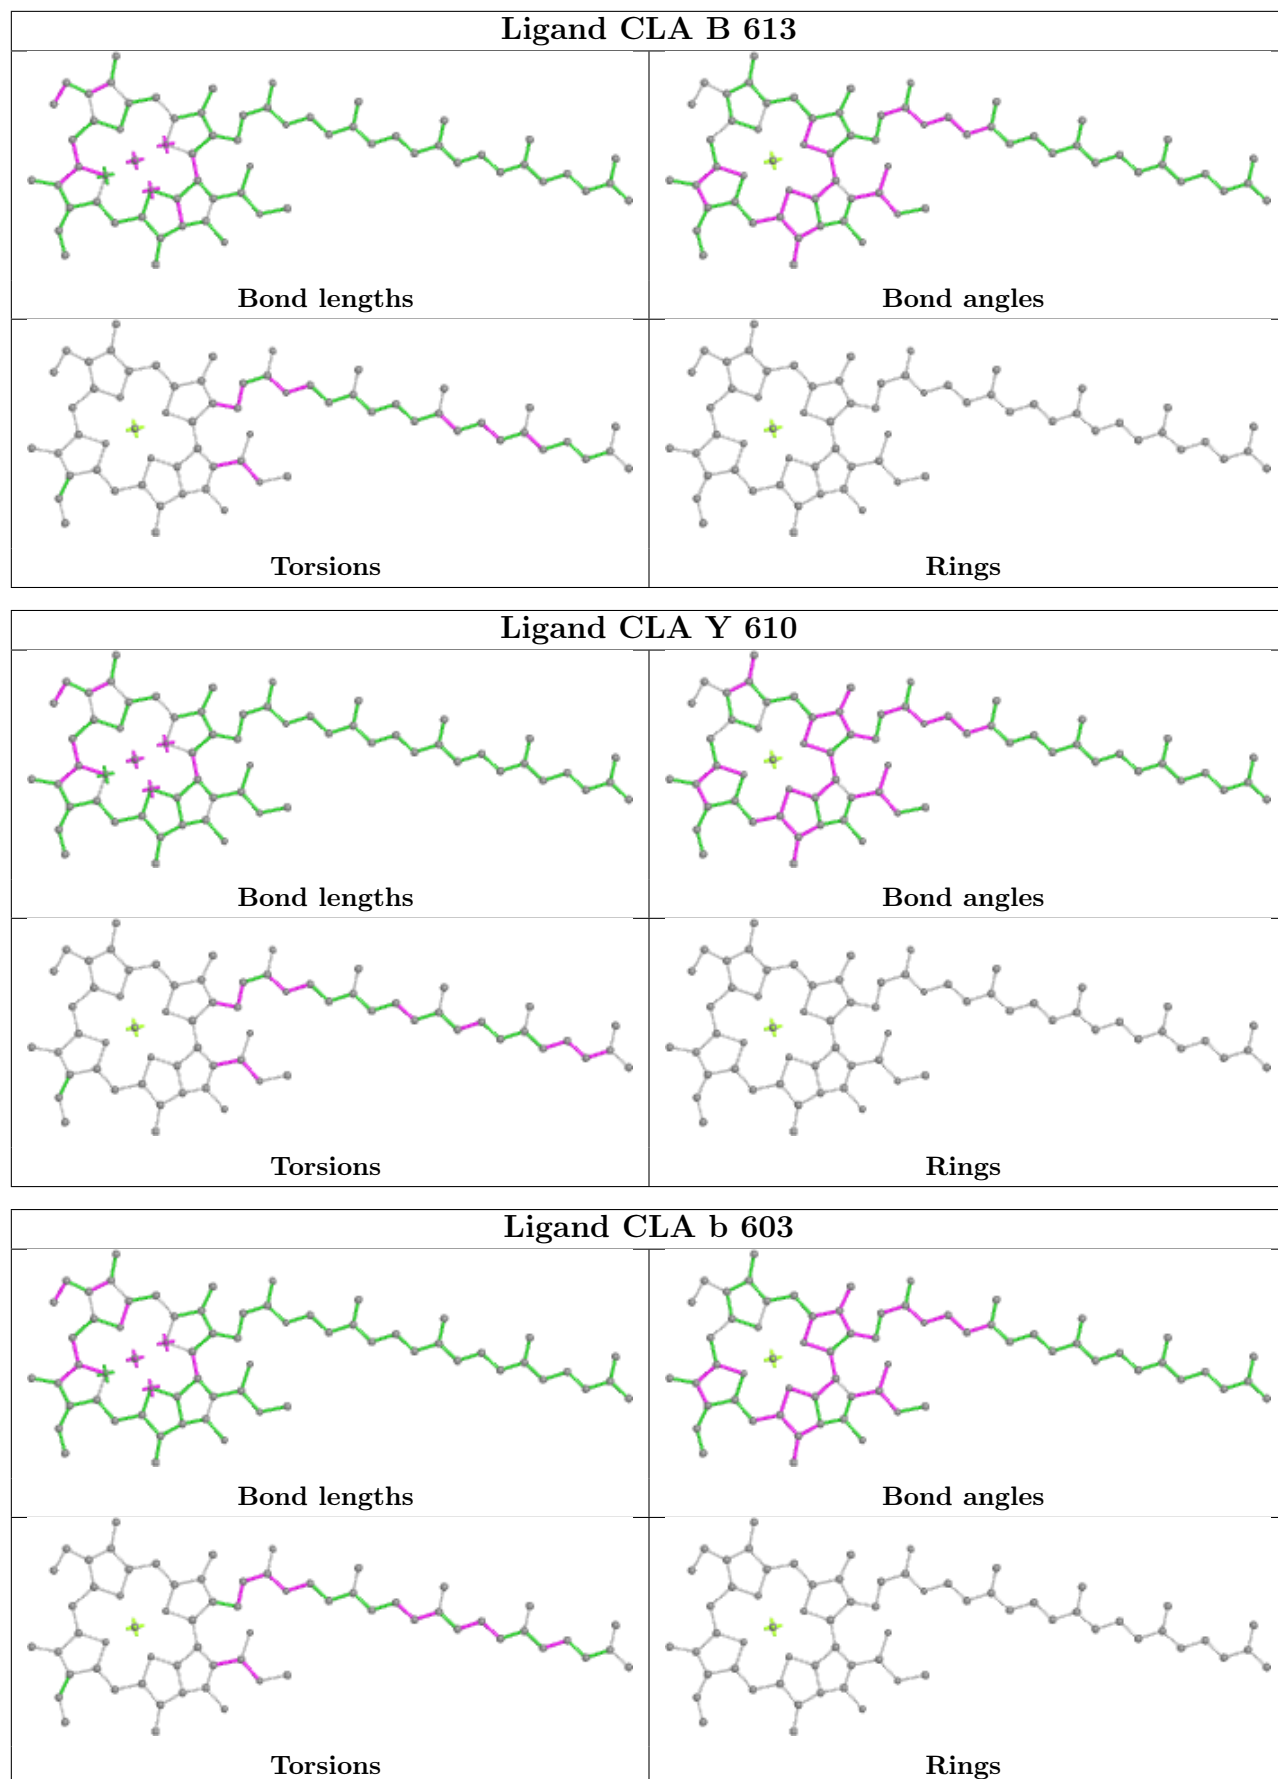 Ligand CLA B 613
Bond lengths
Bond angles
Torsions
Rings
Ligand CLA Y 610
Bond lengths
Bond angles
Torsions
Rings
Ligand CLA b 603
Bond lengths
Bond angles
Torsions
Rings